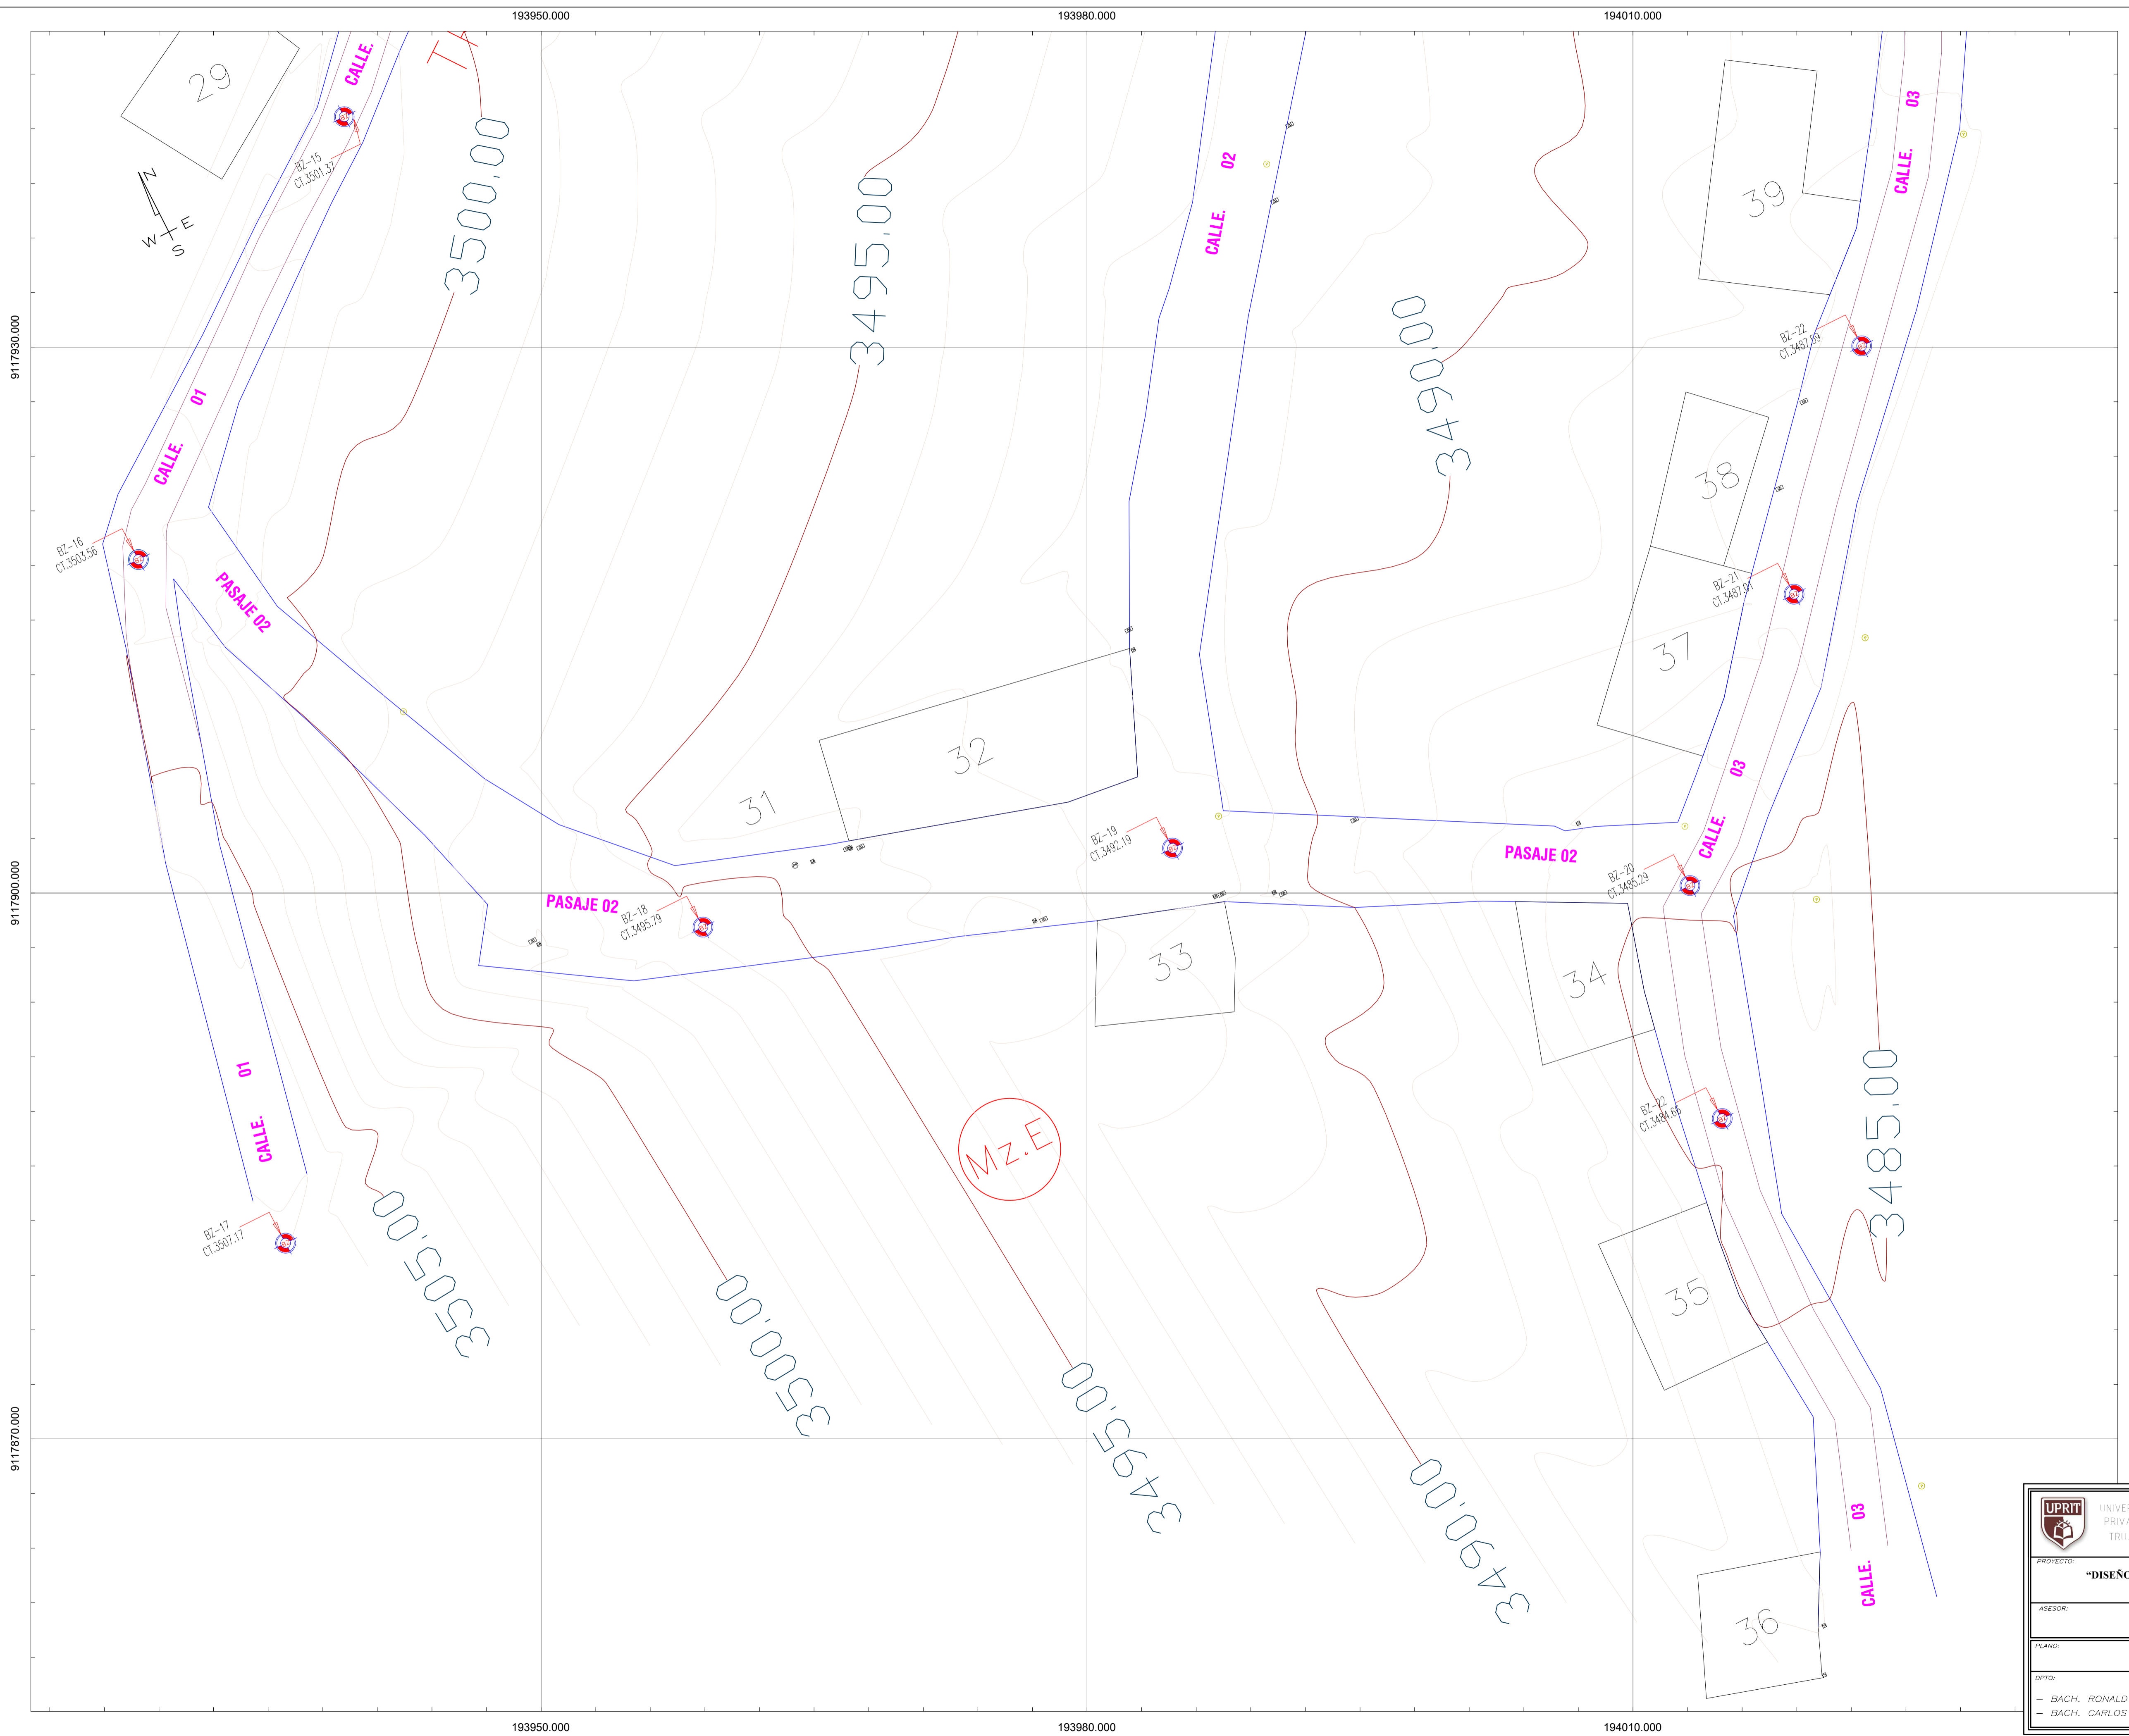 193950.000
193980.000
194010.000
29
CALLE.
BZ-15
CT.3501.37
N
W
E
S
3500.00
3495.00
02
CALLE.
03
CALLE.
39
9117930.000
3490.00
BZ-22
CT.3487.59
01
CALLE.
38
BZ-16
CT.3503.56
PASAJE 02
BZ-21
CT.3487.01
37
32
31
03
CALLE.
BZ-19
CT.3492.19
PASAJE 02
BZ-20
CT.3485.29
9117900.000
PASAJE 02
BZ-18
CT.3495.79
33
34
01
CALLE.
Mz.E
BZ-22
CT.3484.66
3485.00
BZ-17
CT.3507.17
3505.00
3500.00
3495.00
3490.00
35
9117870.000
03
CALLE.
36
UPRIT
UNIVER
PRIVA
TRU
PROYECTO:
“DISEÑO
ASESOR:
PLANO:
DPTO:
- BACH. RONALD
- BACH. CARLOS
193950.000
193980.000
194010.000